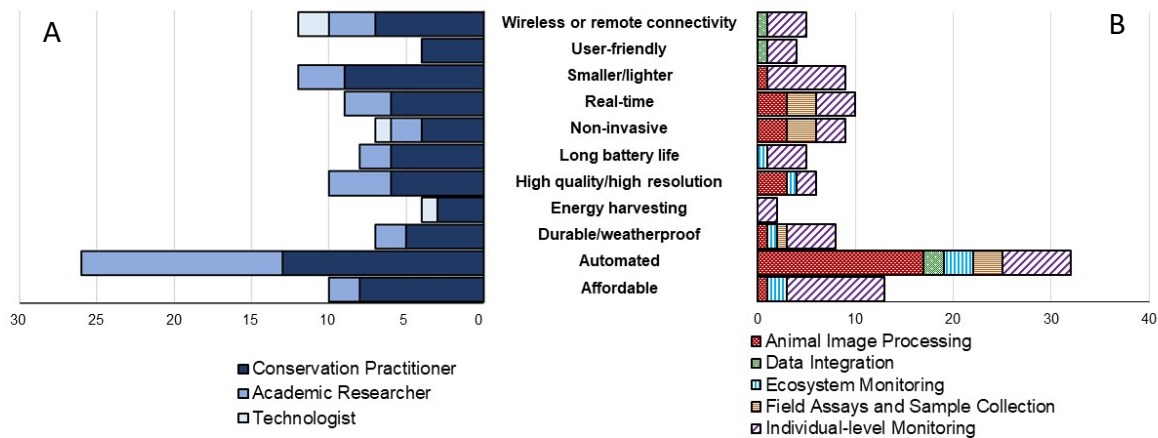 A
B
Wireless or remote connectivity
User-friendly
Smaller/lighter
Real-time
Non-invasive
Long battery life
High quality/high resolution
Energy harvesting
Durable/weatherproof
Automated
Affordable
30 25 20 15 10 5 0
0 10 20 30 40
Conservation Practitioner
Academic Researcher
Technologist
Animal Image Processing
Data Integration
Ecosystem Monitoring
Field Assays and Sample Collection
Individual-level Monitoring